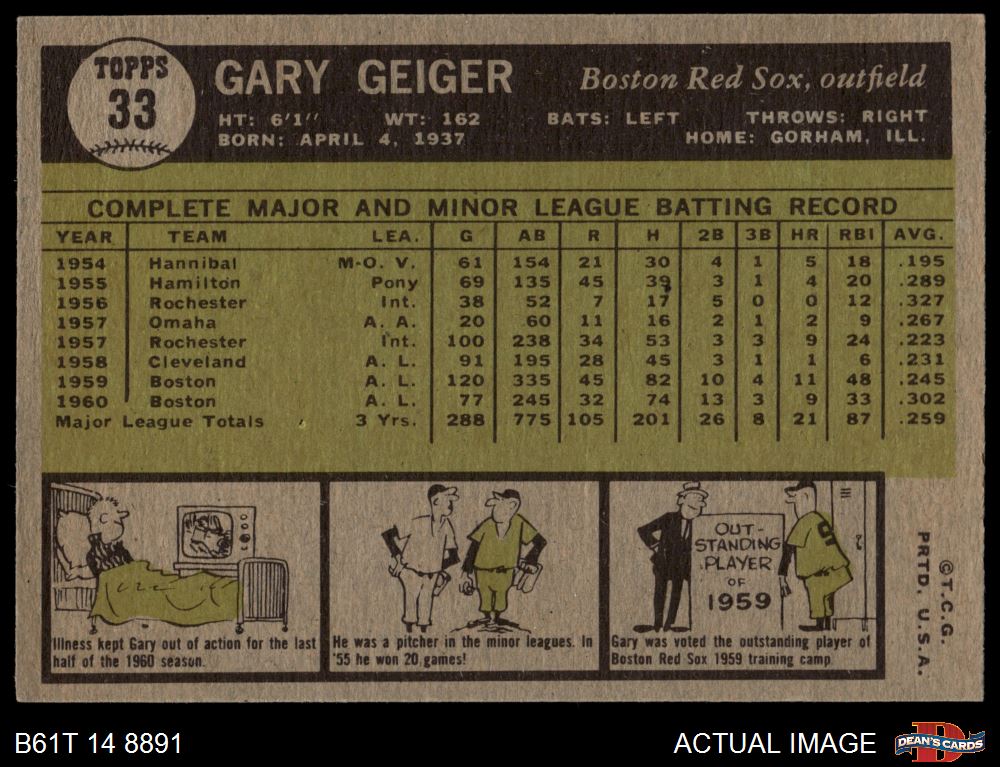 TOPPS
33
GARY GEIGER
Boston Red Sox, outfield
HT: 6'1" WT: 162 BATS: LEFT THROWS: RIGHT
BORN: APRIL 4, 1937 HOME: GORHAM, ILL.
COMPLETE MAJOR AND MINOR LEAGUE BATTING RECORD
YEAR TEAM LEA. G AB R H 2B 3B HR RBI AVG.
1954 Hannibal M-O. V. 61 154 21 30 4 1 5 18 .195
1955 Hamilton Pony 69 135 45 39 3 1 4 20 .289
1956 Rochester Int. 38 52 7 17 5 0 0 12 .327
1957 Omaha A. A. 20 60 11 16 2 1 2 9 .267
1957 Rochester Int. 100 238 34 53 3 3 9 24 .223
1958 Cleveland A. L. 91 195 28 45 3 1 1 6 .231
1959 Boston A. L. 120 335 45 82 10 4 11 48 .245
1960 Boston A. L. 77 245 32 74 13 3 9 33 .302
Major League Totals 3 Yrs. 288 775 105 201 26 8 21 87 .259
Illness kept Gary out of action for the last
half of the 1960 season.
He was a pitcher in the minor leagues. In
'55 he won 20 games!
OUT-
STANDING
PLAYER
OF
1959
Gary was voted the outstanding player of
Boston Red Sox 1959 training camp
©T.C.G.
PRTD. U.S.A.
B61T 14 8891
ACTUAL IMAGE
D
DEAN'S CARDS